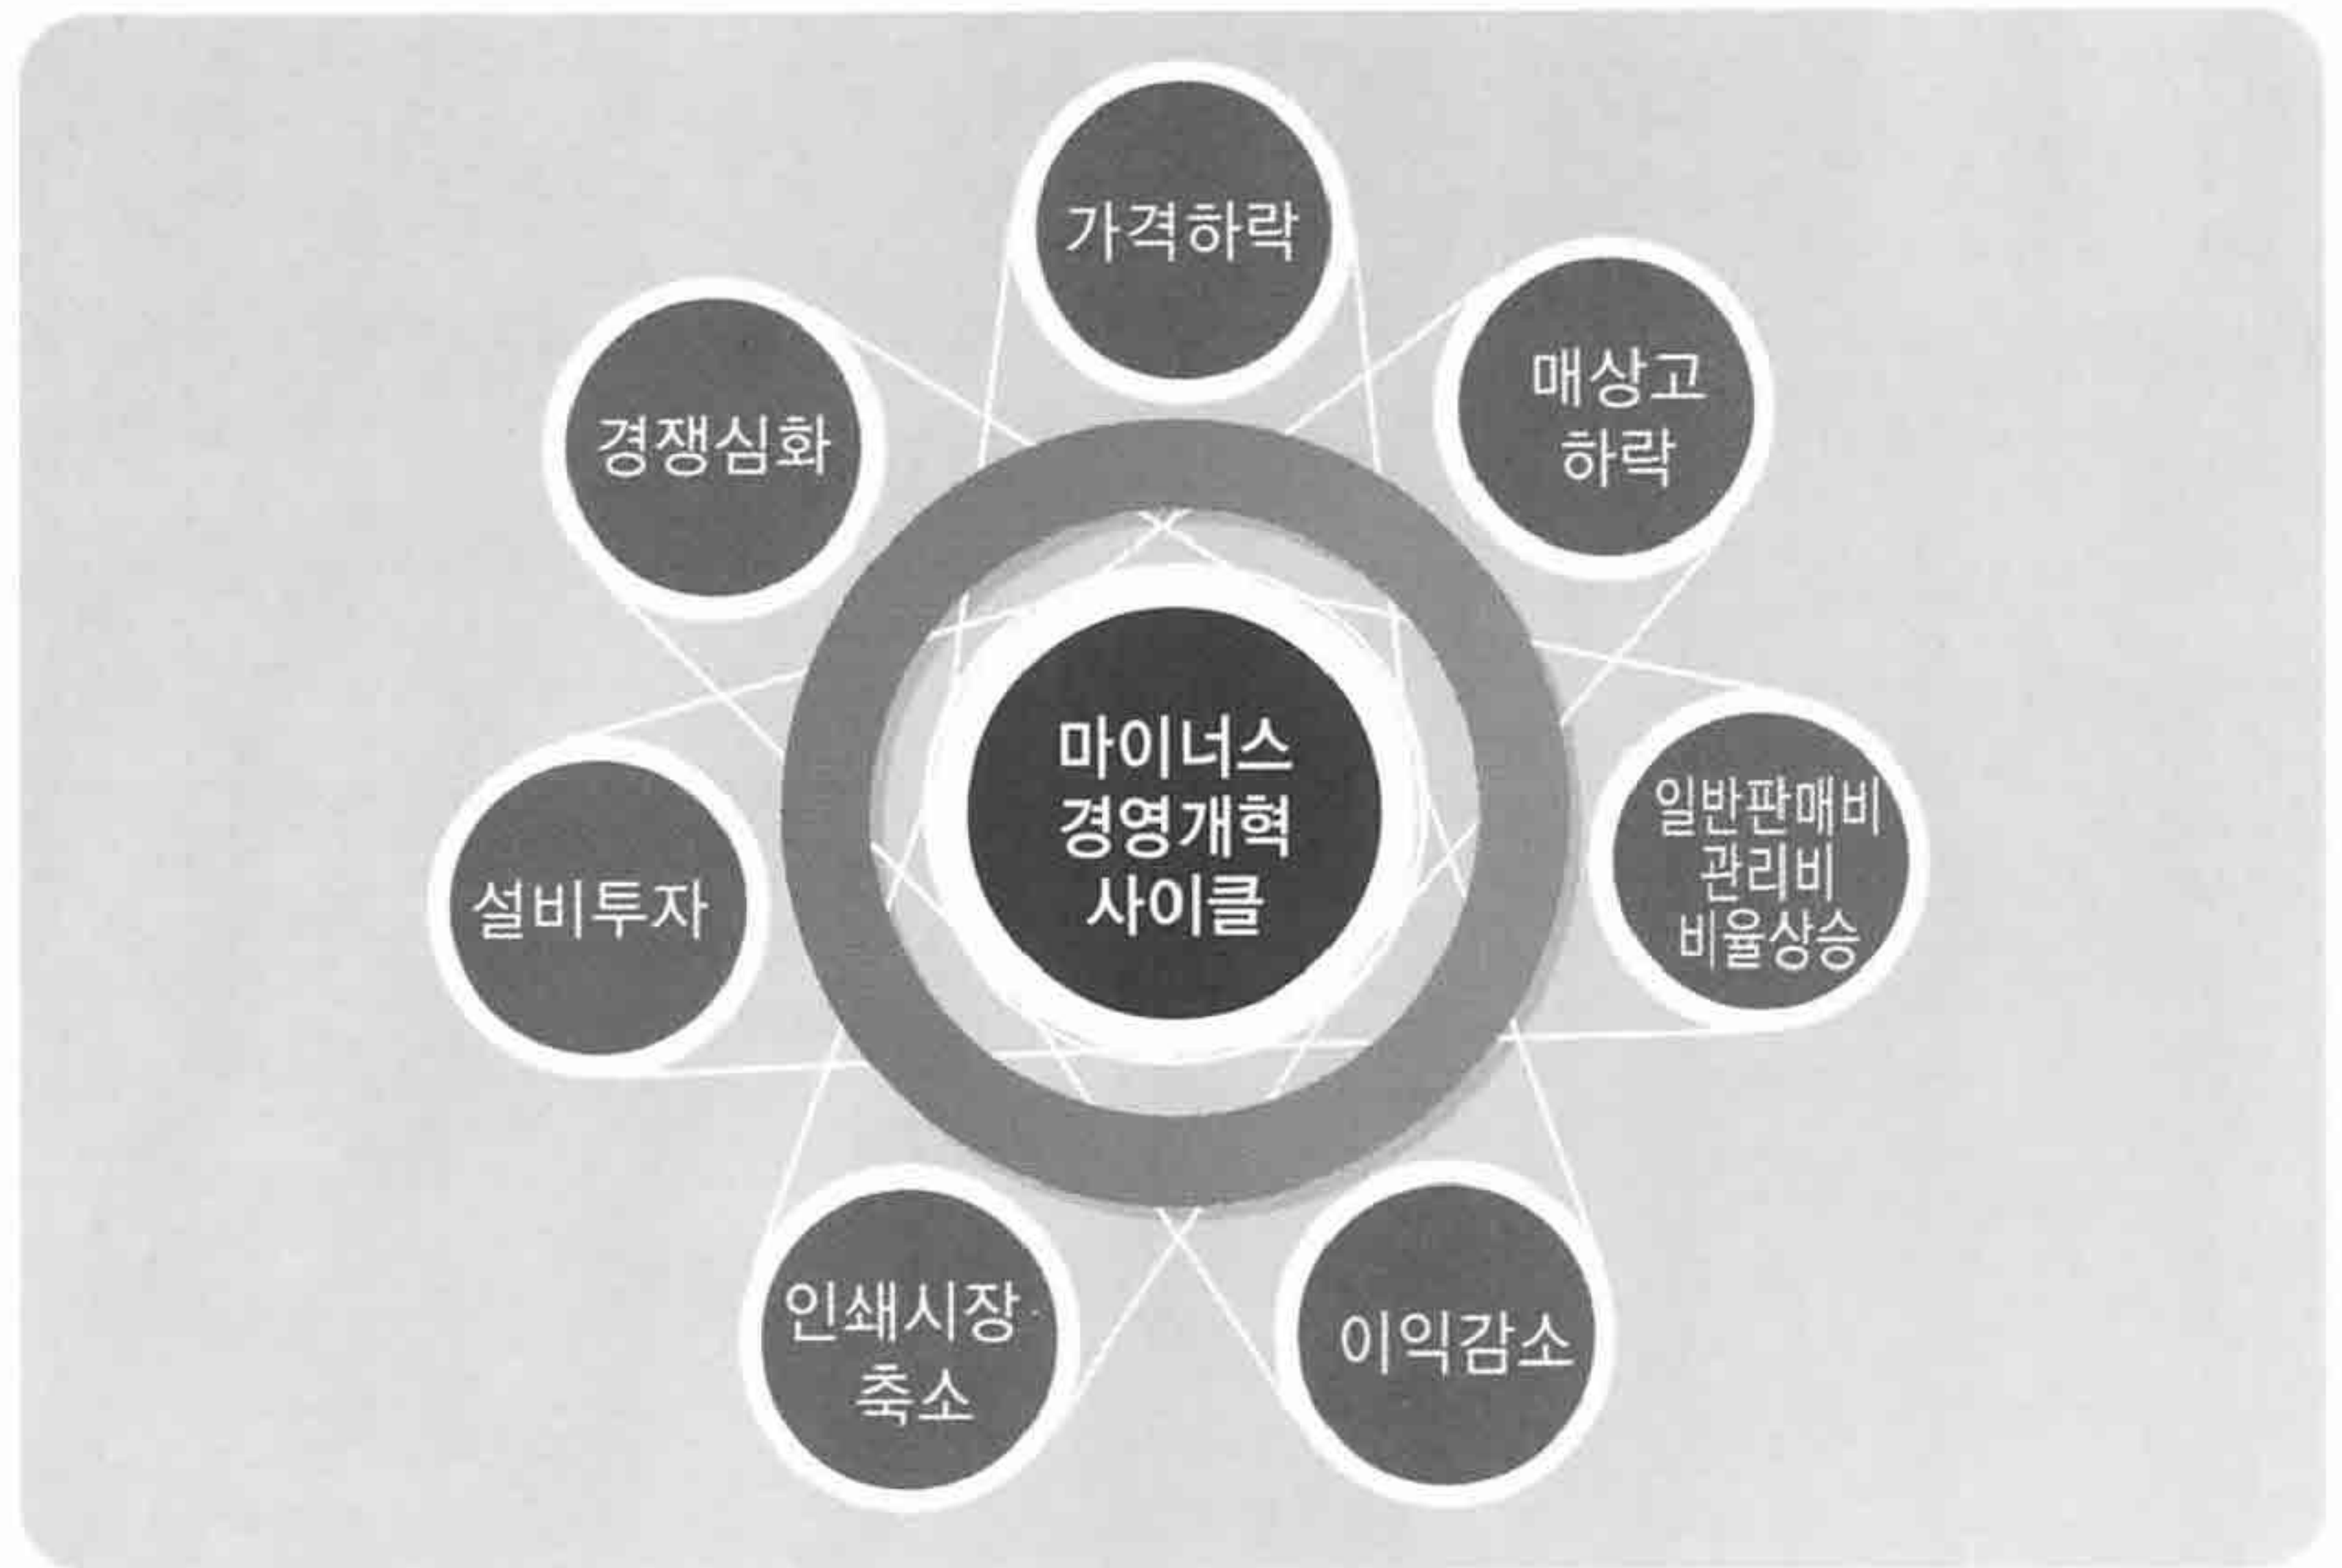 가격하락
매상고
하락
경쟁심화
마이너스
경영개혁
사이클
일반판매비
관리비
비율상승
설비투자
인쇄시장
축소
이익감소